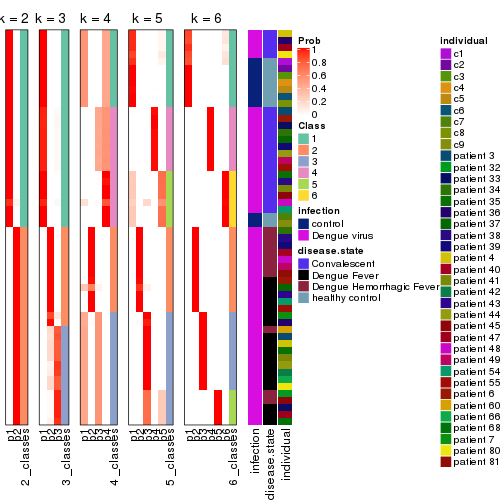 k = 2 k = 3 k = 4 k = 5 k = 6
Prob
1
0.8
0.6
0.4
0.2
0
Class
1
2
3
4
5
6
infection
control
Dengue virus
disease.state
Convalescent
Dengue Fever
Dengue Hemorrhagic Fever
healthy control
individual
c1
c2
c3
c4
c5
c6
c7
c8
c9
patient 3
patient 32
patient 33
patient 34
patient 35
patient 36
patient 37
patient 38
patient 39
patient 4
patient 40
patient 41
patient 42
patient 43
patient 44
patient 45
patient 47
patient 48
patient 49
patient 54
patient 55
patient 6
patient 60
patient 66
patient 68
patient 7
patient 80
patient 81
p1
p2
2_classes
p1
p2
p3
3_classes
p1
p2
p3
p4
4_classes
p1
p2
p3
p4
p5
5_classes
p1
p2
p3
p4
p5
p6
6_classes
infection
disease.state
individual